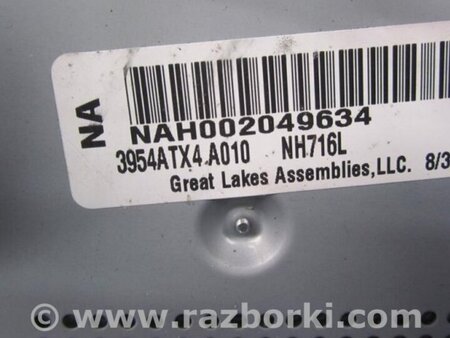 NA
NAH002049634
3954ATX4 A010 NH716L
Great Lakes Assemblies, LLC. 8/3
© www.razborki.com